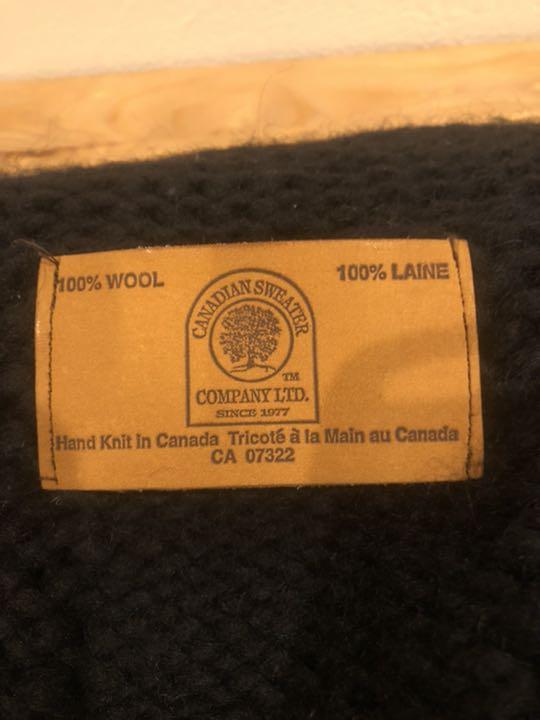 100% WOOL
100% LAINE
CANADIAN SWEATER
TM
COMPANY LTD.
SINCE 1977
Hand Knit in Canada Tricoté à la Main au Canada
CA 07322